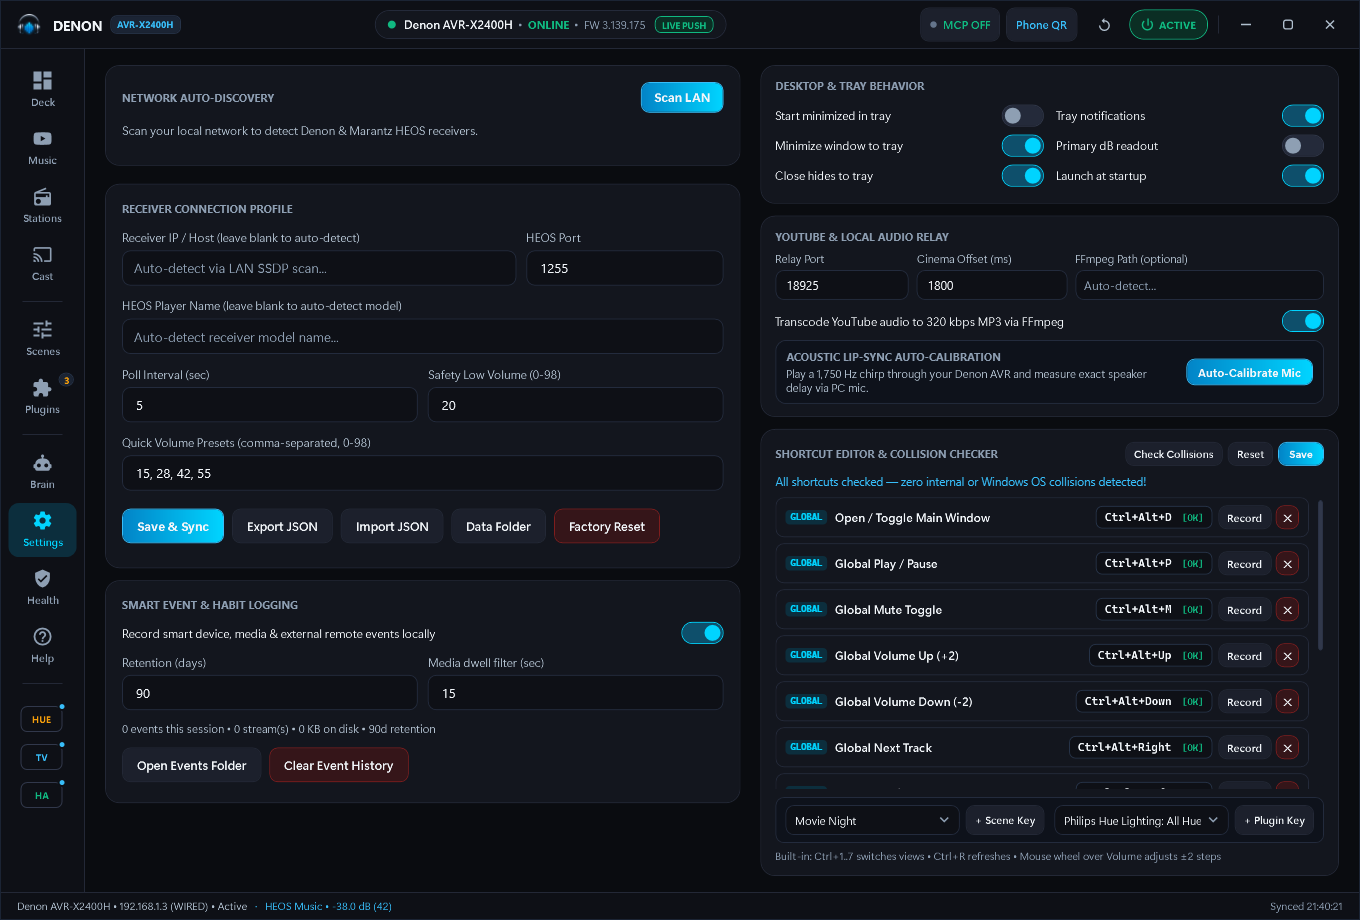 DENON AVR-X2400H
Denon AVR-X2400H • ONLINE • FW 3.139.175 LIVE PUSH
MCP OFF
Phone QR
ACTIVE
Deck
Music
Stations
Cast
Scenes
3
Plugins
Brain
Settings
Health
Help
HUE
TV
HA
NETWORK AUTO-DISCOVERY
Scan LAN
Scan your local network to detect Denon & Marantz HEOS receivers.
RECEIVER CONNECTION PROFILE
Receiver IP / Host (leave blank to auto-detect) HEOS Port
Auto-detect via LAN SSDP scan... 1255
HEOS Player Name (leave blank to auto-detect model)
Auto-detect receiver model name...
Poll Interval (sec) Safety Low Volume (0-98)
5 20
Quick Volume Presets (comma-separated, 0-98)
15, 28, 42, 55
Save & Sync Export JSON Import JSON Data Folder Factory Reset
SMART EVENT & HABIT LOGGING
Record smart device, media & external remote events locally
Retention (days) Media dwell filter (sec)
90 15
0 events this session • 0 stream(s) • 0 KB on disk • 90d retention
Open Events Folder Clear Event History
DESKTOP & TRAY BEHAVIOR
Start minimized in tray Tray notifications
Minimize window to tray Primary dB readout
Close hides to tray Launch at startup
YOUTUBE & LOCAL AUDIO RELAY
Relay Port Cinema Offset (ms) FFmpeg Path (optional)
18925 1800 Auto-detect...
Transcode YouTube audio to 320 kbps MP3 via FFmpeg
ACOUSTIC LIP-SYNC AUTO-CALIBRATION
Play a 1,750 Hz chirp through your Denon AVR and measure exact speaker
delay via PC mic.
Auto-Calibrate Mic
SHORTCUT EDITOR & COLLISION CHECKER
Check Collisions Reset Save
All shortcuts checked — zero internal or Windows OS collisions detected!
GLOBAL Open / Toggle Main Window Ctrl+Alt+D [OK] Record
GLOBAL Global Play / Pause Ctrl+Alt+P [OK] Record
GLOBAL Global Mute Toggle Ctrl+Alt+M [OK] Record
GLOBAL Global Volume Up (+2) Ctrl+Alt+Up [OK] Record
GLOBAL Global Volume Down (-2) Ctrl+Alt+Down [OK] Record
GLOBAL Global Next Track Ctrl+Alt+Right [OK] Record
Movie Night + Scene Key Philips Hue Lighting: All Hue + Plugin Key
Built-in: Ctrl+1..7 switches views • Ctrl+R refreshes • Mouse wheel over Volume adjusts ±2 steps
Denon AVR-X2400H • 192.168.1.3 (WIRED) • Active · HEOS Music • -38.0 dB (42)
Synced 21:40:21